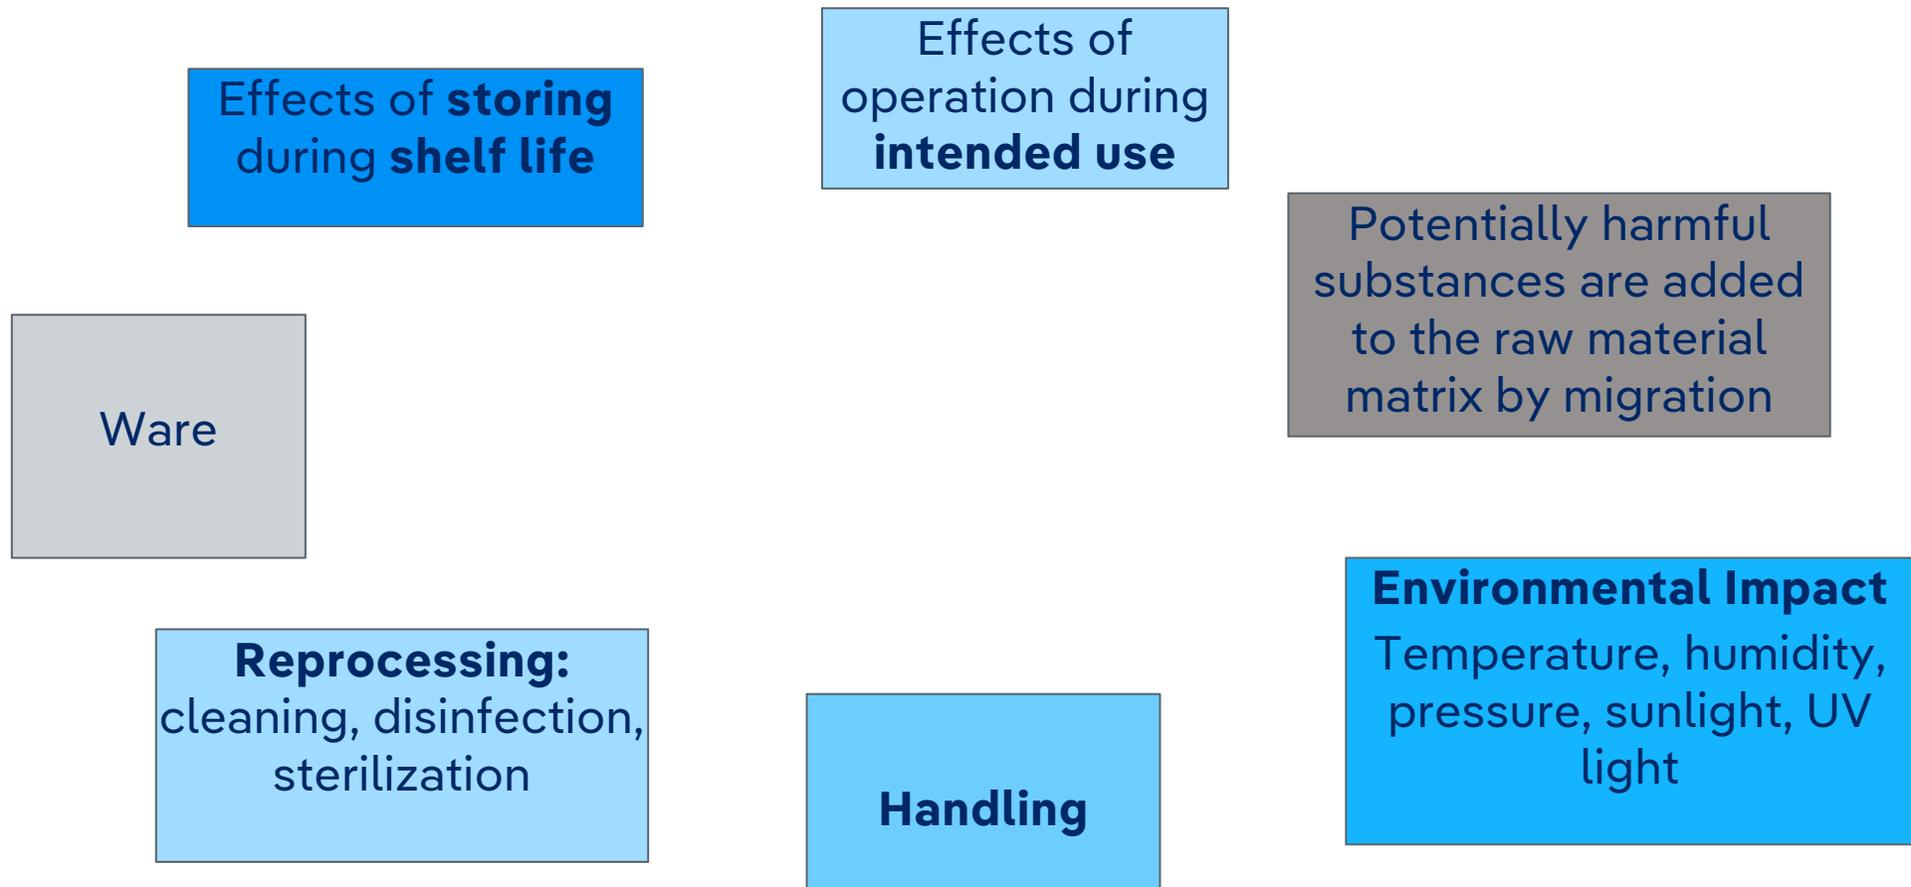 Effects of storing
during shelf life
Effects of
operation during
intended use
Potentially harmful
substances are added
to the raw material
matrix by migration
Ware
Environmental Impact
Temperature, humidity,
pressure, sunlight, UV
light
Reprocessing:
cleaning, disinfection,
sterilization
Handling